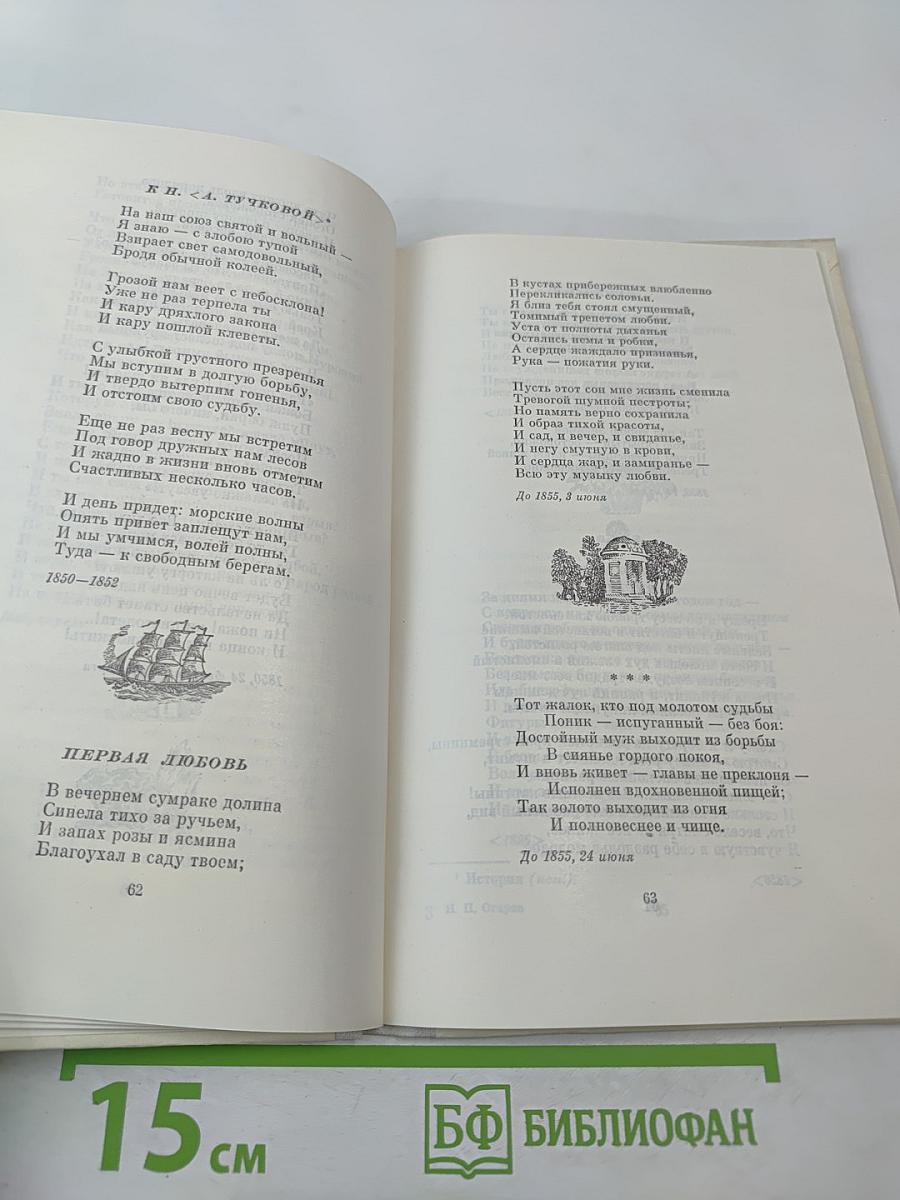 К Н. <А. ТУЧКОВОЙ>*
На наш союз святой и вольный —
Я знаю — с злобою тупой
Взирает свет самодовольный,
Бродя обычной колеей.
Грозой нам веет с небосклона!
Уже не раз терпела ты
И кару дряхлого закона
И кару пошлой клеветы.
С улыбкой грустного презренья
Мы вступим в долгую борьбу,
И твердо вытерпим гоненья,
И отстоим свою судьбу.
Еще не раз весну мы встретим
Под говор дружных нам лесов
И жадно в жизни вновь отметим
Счастливых несколько часов.
И день придет: морские волны
Опять привет заплещут нам,
И мы умчимся, волей полны,
Туда — к свободным берегам.
1850—1852
ПЕРВАЯ ЛЮБОВЬ
В вечернем сумраке долина
Синела тихо за ручьем,
И запах розы и ясмина
Благоухал в саду твоем;
62
В кустах прибережных влюбленно
Перекликались соловьи.
Я близ тебя стоял смущенный,
Томимый трепетом любви.
Уста от полноты дыханья
Остались немы и робки,
А сердце жаждало признанья,
Рука — пожатия руки.
Пусть этот сон мне жизнь сменила
Тревогой шумной пестроты;
Но память верно сохранила
И образ тихой красоты,
И сад, и вечер, и свиданье,
И негу смутную в крови,
И сердца жар, и замиранье —
Всю эту музыку любви.
До 1855, 3 июня
* * *
Тот жалок, кто под молотом судьбы
Поник — испуганный — без боя:
Достойный муж выходит из борьбы
В сиянье гордого покоя,
И вновь живет — главы не преклоня —
Исполнен вдохновенной пищей;
Так золото выходит из огня
И полновеснее и чище.
До 1855, 24 июня
63
15 см
БФ БИБЛИОФАН